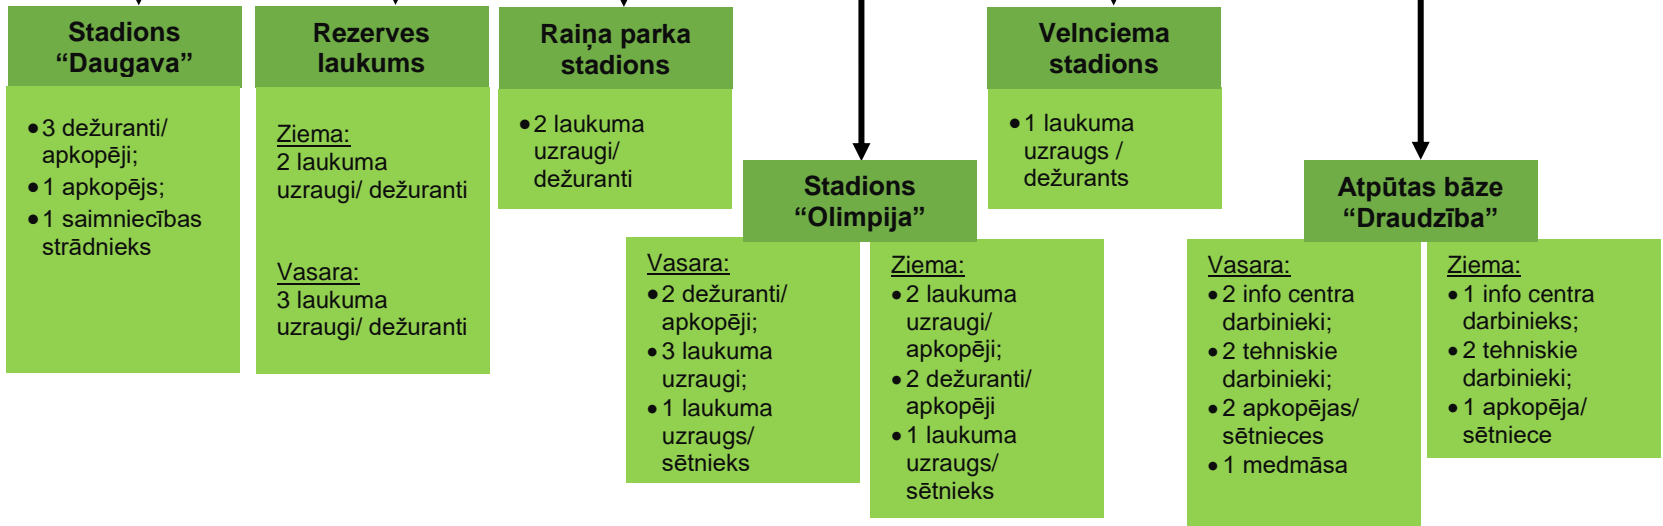 Stadions
“Daugava”
• 3 dežuranti/
apkopēji;
• 1 apkopējs;
• 1 saimniecības
strādnieks
Rezerves
laukums
Ziema:
2 laukuma
uzraugi/ dežuranti
Vasara:
3 laukuma
uzraugi/ dežuranti
Raiņa parka
stadions
• 2 laukuma
uzraugi/
dežuranti
Stadions
“Olimpija”
Vasara:
• 2 dežuranti/
apkopēji;
• 3 laukuma
uzraugi;
• 1 laukuma
uzraugs/
sētnieks
Ziema:
• 2 laukuma
uzraugi/
apkopēji;
• 2 dežuranti/
apkopēji
• 1 laukuma
uzraugs/
sētnieks
Velnciema
stadions
• 1 laukuma
uzraugs /
dežurants
Atpūtas bāze
“Draudzība”
Vasara:
• 2 info centra
darbinieki;
• 2 tehniskie
darbinieki;
• 2 apkopējas/
sētnieces
• 1 medmāsa
Ziema:
• 1 info centra
darbinieks;
• 2 tehniskie
darbinieki;
• 1 apkopēja/
sētniece